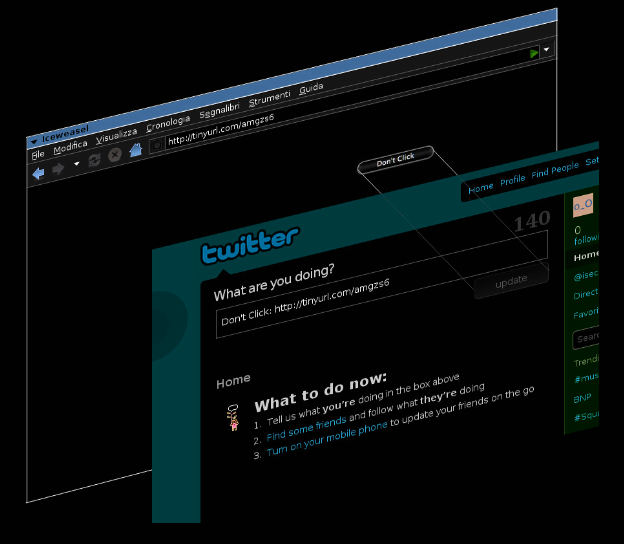 Iceweasel
File Modifica Visualizza Cronologia Segnalibri Strumenti Guida
http://tinyurl.com/amgzs6
Don't Click
Home Profile Find People Set
twitter
140
What are you doing?
Don't Click: http://tinyurl.com/amgzs6
update
Home
What to do now:
1. Tell us what you're doing in the box above
2. Find some friends and follow what they're doing
3. Turn on your mobile phone to update your friends on the go
o_O
0
followi
Home
@isec
Direct
Favori
Sear
Trendi
#mus
BNP
#Squi